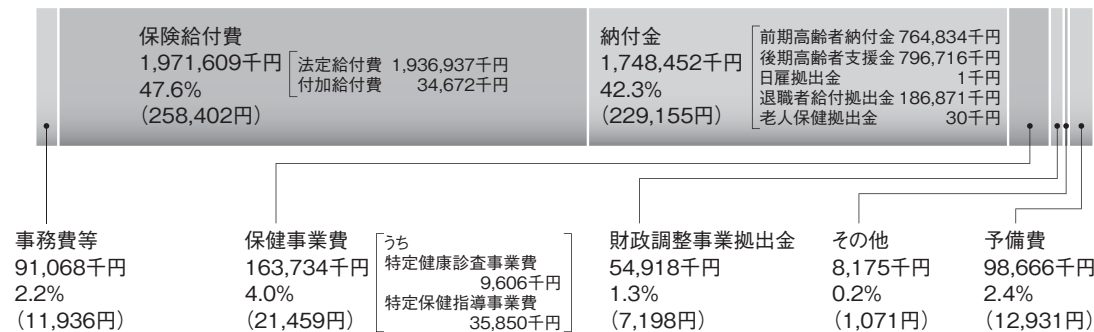 保険給付費
1,971,609千円
47.6%
（258,402円）
法定給付費 1,936,937千円
付加給付費 34,672千円
納付金
1,748,452千円
42.3%
（229,155円）
前期高齢者納付金 764,834千円
後期高齢者支援金 796,716千円
日雇拠出金 1千円
退職者給付拠出金 186,871千円
老人保健拠出金 30千円
事務費等
91,068千円
2.2%
（11,936円）
保健事業費
163,734千円
4.0%
（21,459円）
うち
特定健康診査事業費
9,606千円
特定保健指導事業費
35,850千円
財政調整事業拠出金
54,918千円
1.3%
（7,198円）
その他
8,175千円
0.2%
（1,071円）
予備費
98,666千円
2.4%
（12,931円）